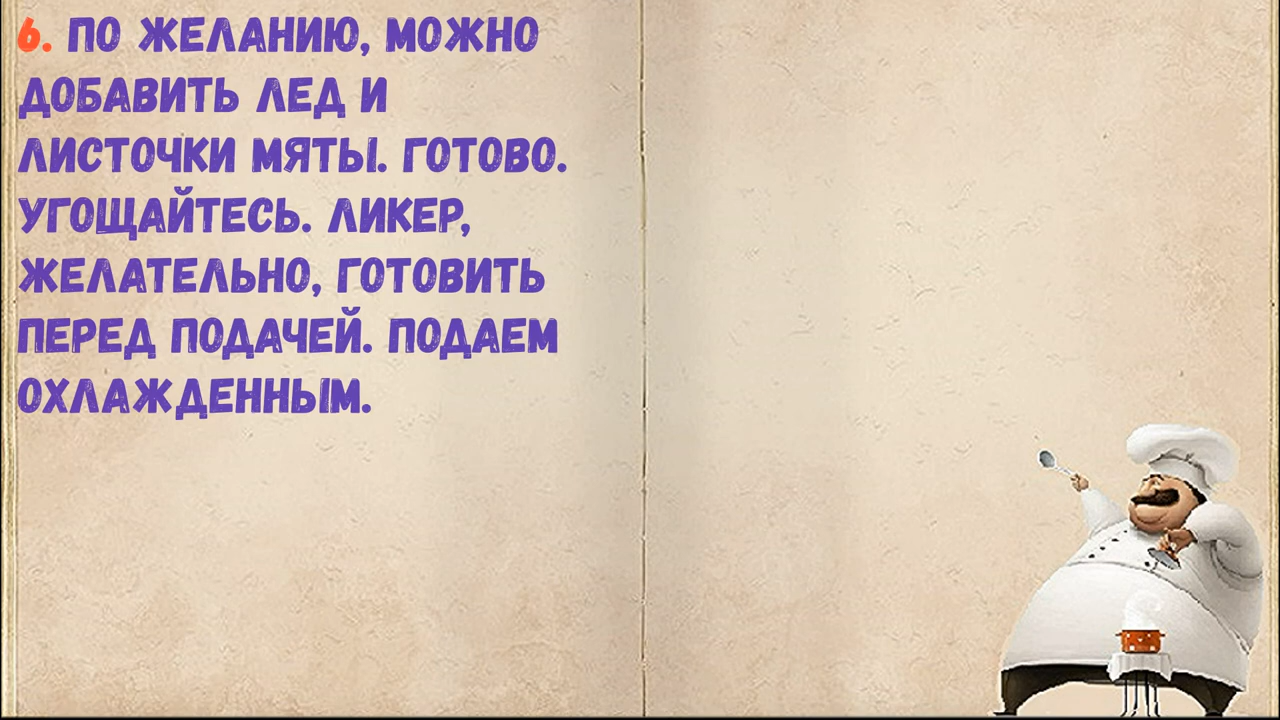 6. ПО ЖЕЛАНИЮ, МОЖНО
ДОБАВИТЬ ЛЕД И
ЛИСТОЧКИ МЯТЫ. ГОТОВО.
УГОЩАЙТЕСЬ. ЛИКЕР,
ЖЕЛАТЕЛЬНО, ГОТОВИТЬ
ПЕРЕД ПОДАЧЕЙ. ПОДАЕМ
ОХЛАЖДЕННЫМ.